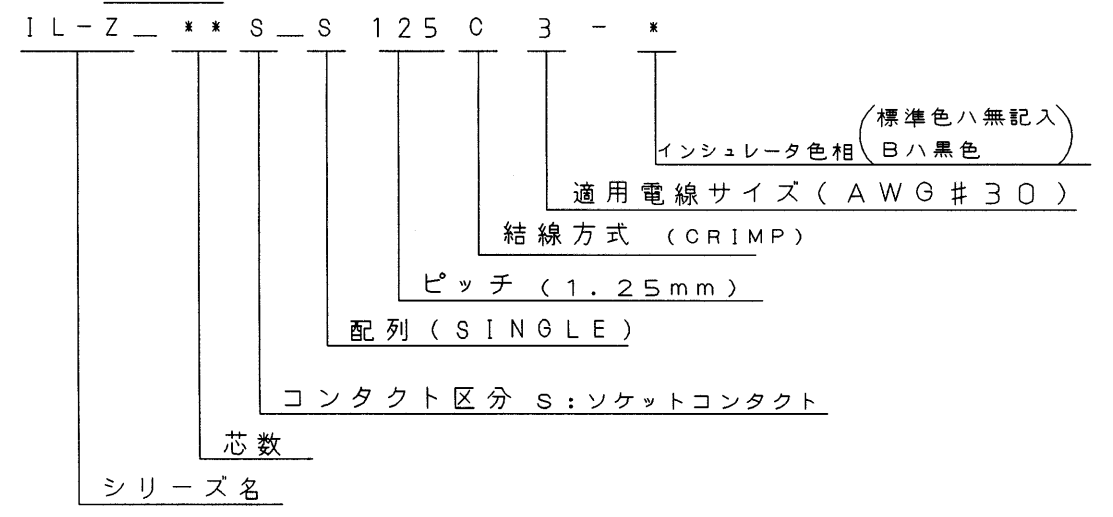 IL-Z_**S_S125C3-*
(標準色ハ無記入
インシュレータ色相 Bハ黒色)
適用電線サイズ(AWG#30)
結線方式 (CRIMP)
ピッチ(1.25mm)
配列(SINGLE)
コンタクト区分 S:ソケットコンタクト
芯数
シリーズ名